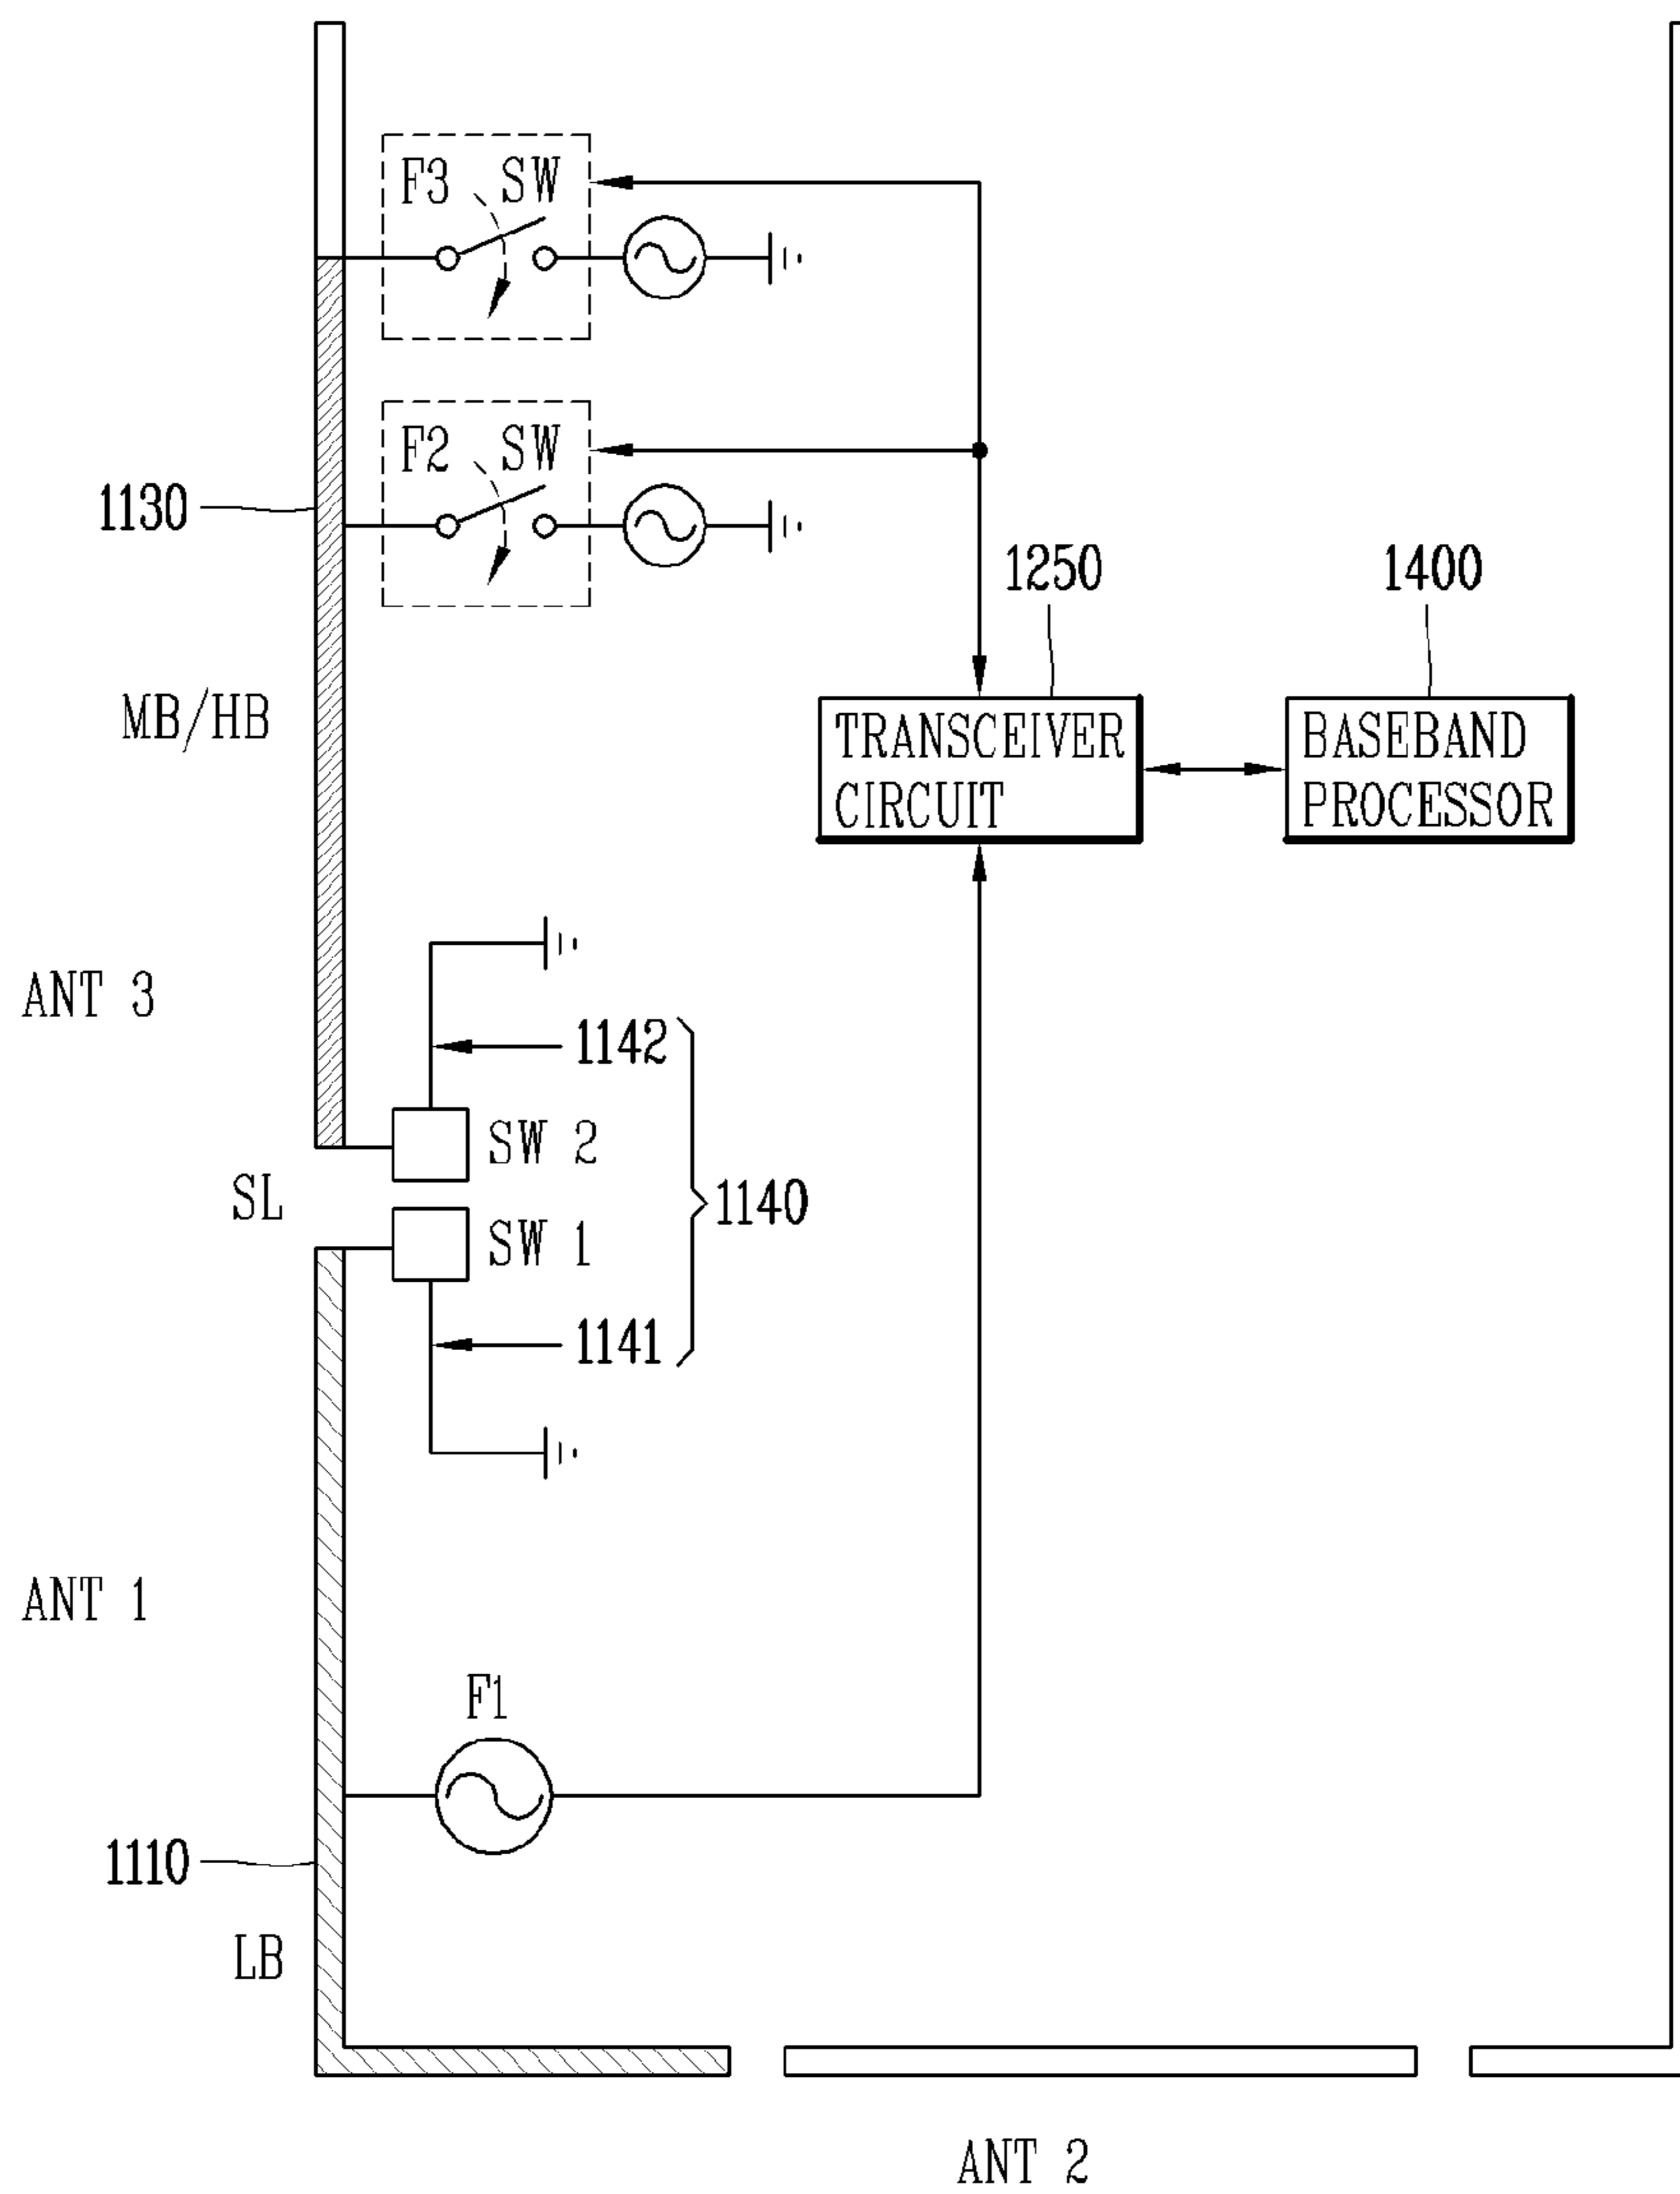 F3 SW
F2 SW
1130
1250
1400
MB/HB
TRANSCEIVER
CIRCUIT
BASEBAND
PROCESSOR
ANT 3
1142
SW 2
SL
1140
SW 1
1141
ANT 1
F1
1110
LB
ANT 2